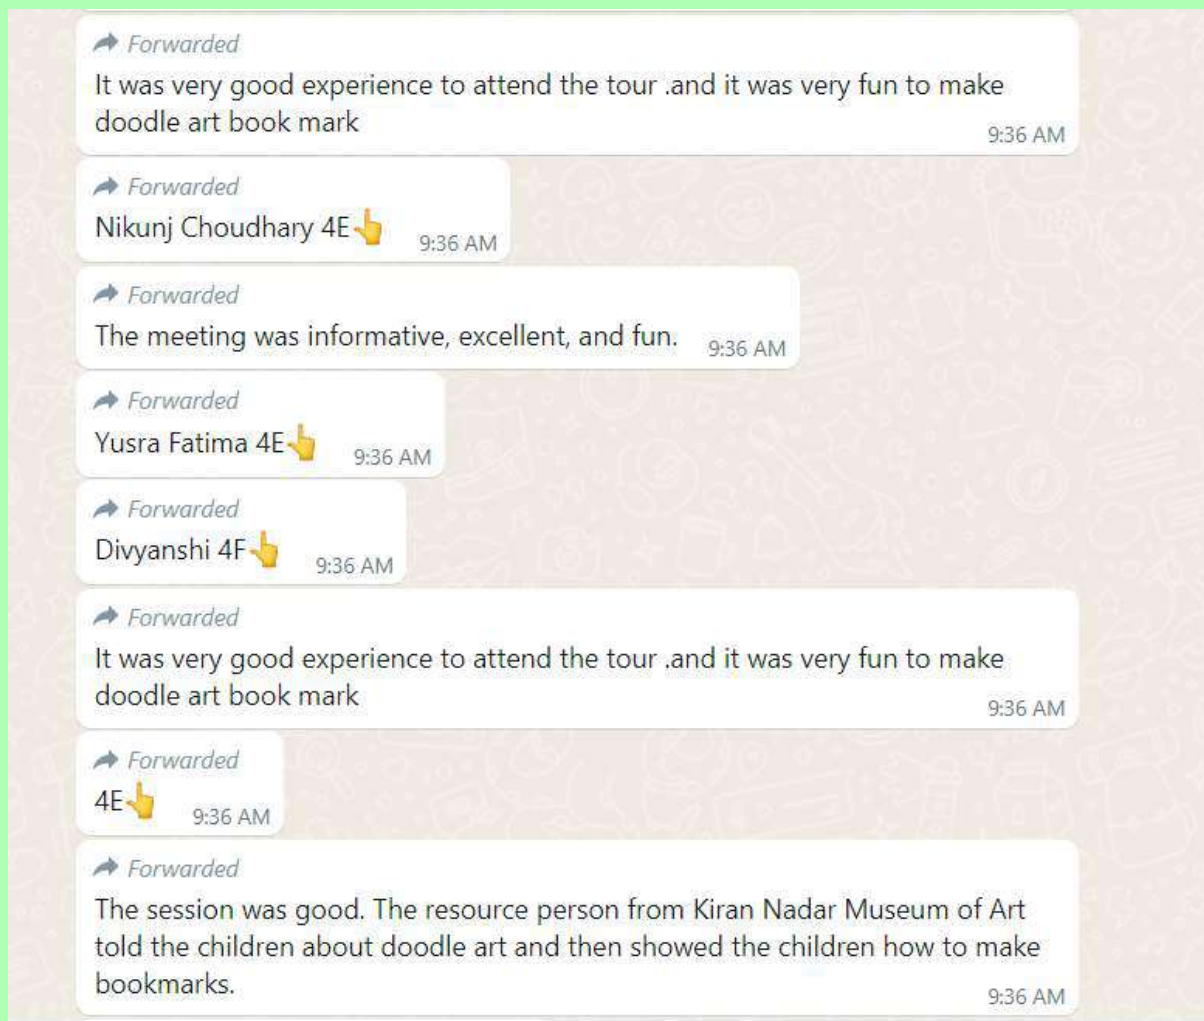 Forwarded
It was very good experience to attend the tour .and it was very fun to make
doodle art book mark
9:36 AM
Forwarded
Nikunj Choudhary 4E👆
9:36 AM
Forwarded
The meeting was informative, excellent, and fun.
9:36 AM
Forwarded
Yusra Fatima 4E👆
9:36 AM
Forwarded
Divyanshi 4F👆
9:36 AM
Forwarded
It was very good experience to attend the tour .and it was very fun to make
doodle art book mark
9:36 AM
Forwarded
4E👆
9:36 AM
Forwarded
The session was good. The resource person from Kiran Nadar Museum of Art
told the children about doodle art and then showed the children how to make
bookmarks.
9:36 AM